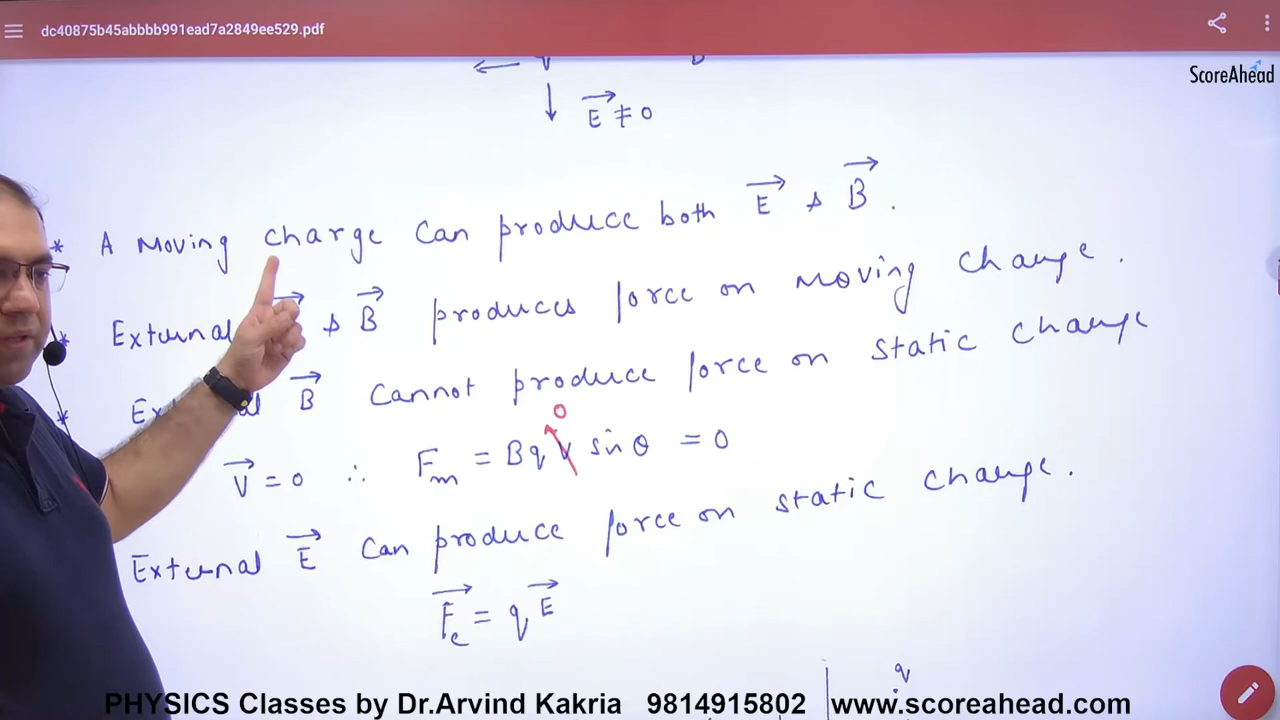 dc40875b45abbbb991ead7a2849ee529.pdf
ScoreAhead
E ≠ 0
* A Moving charge can produce both E & B.
* External & B produces force on moving charge.
* B cannot produce force on static charge
V = 0 ∴ Fm = Bqv sinθ = 0
0
External E can produce force on static charge.
Fe = qE
q
PHYSICS Classes by Dr.Arvind Kakria 9814915802 www.scoreahead.com